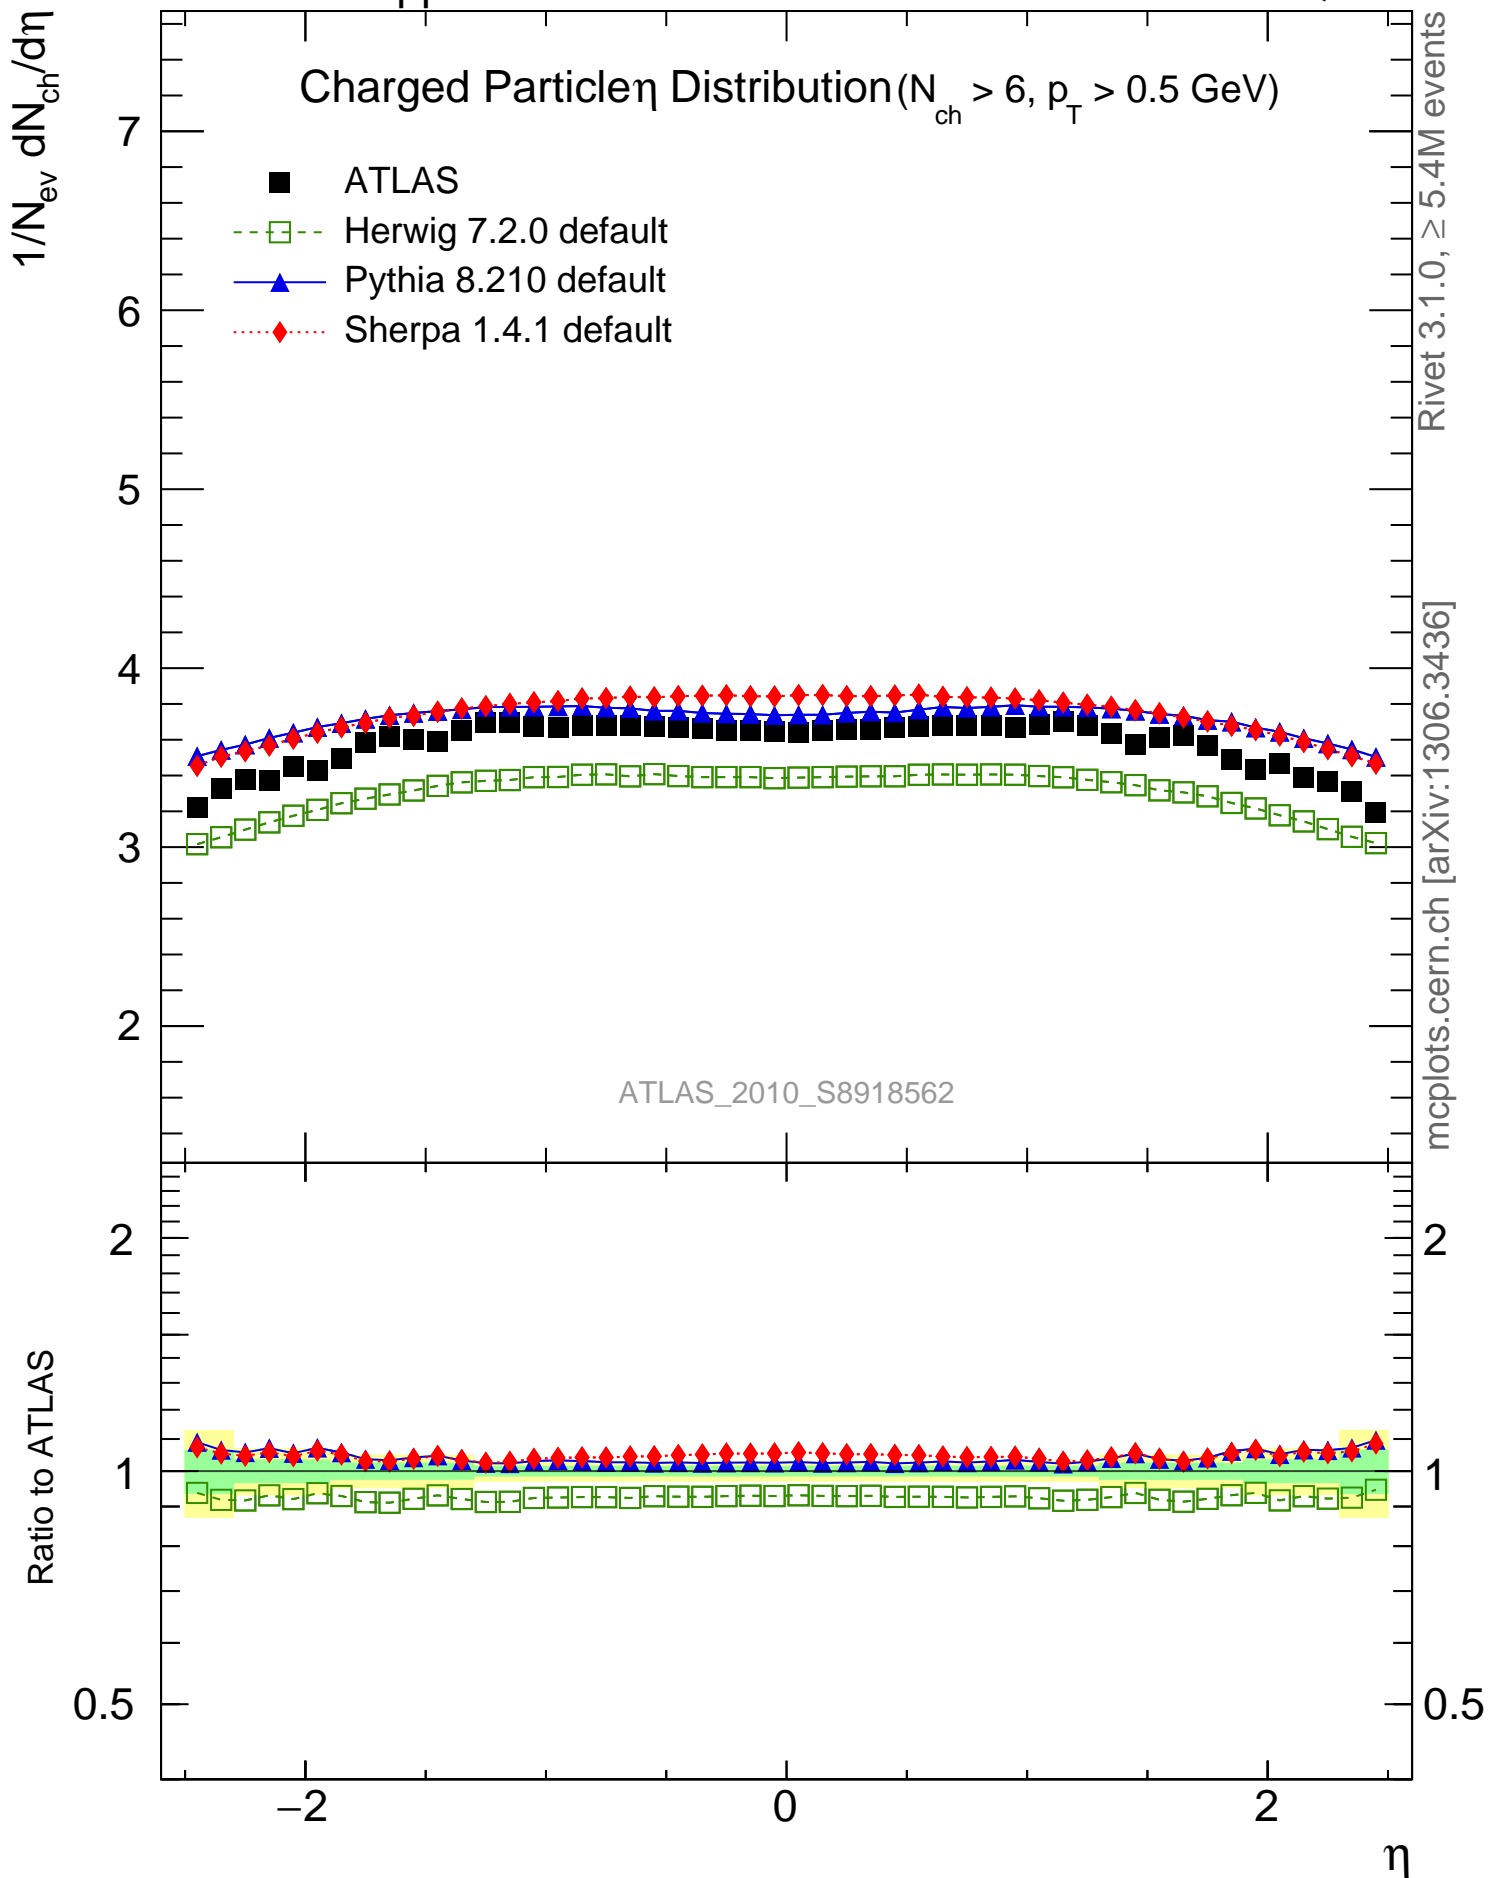 1/N_ev dN_ch/dη
Charged Particle η Distribution (N_ch > 6, p_T > 0.5 GeV)
ATLAS
Herwig 7.2.0 default
Pythia 8.210 default
Sherpa 1.4.1 default
7
6
5
4
3
2
ATLAS_2010_S8918562
Rivet 3.1.0, ≥ 5.4M events
mcplots.cern.ch [arXiv:1306.3436]
Ratio to ATLAS
2
1
0.5
2
1
0.5
−2
0
2
η